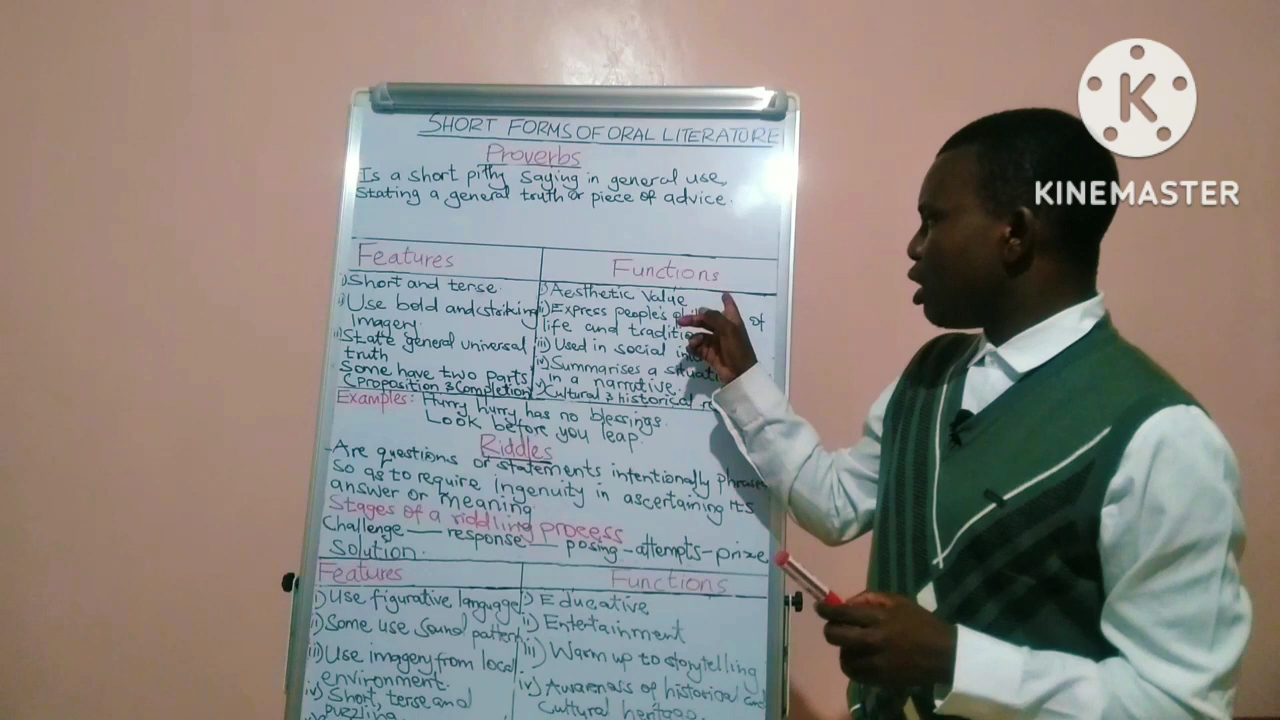 SHORT FORMS OF ORAL LITERATURE
Proverbs
Is a short pithy saying in general use,
stating a general truth or piece of advice.
Features
i) Short and terse.
ii) Use bold and striking
Imagery.
iii) State general universal
truth
Some have two parts
(proposition & Completion)
Functions
i) Aesthetic value
ii) Express people's of
life and traditio
iii) Used in social
iv) Summarises a situati
in a narrative.
v) Cultural & historical
Examples: Hurry hurry has no blessings.
Look before you leap.
Riddles
- Are questions or statements intentionally phrase
so as to require ingenuity in ascertaining its
answer or meaning
Stages of a riddling process
Challenge — response — posing - attempts - prize
Solution.
Features
i) Use figurative language
ii) Some use sound pattern
iii) Use imagery from local
environment.
iv) Short, terse and
puzzling
Functions
i) Educative
ii) Entertainment
iii) Warm up to storytelling
iv) Awareness of historical and
cultural heritage.
K
KINEMASTER